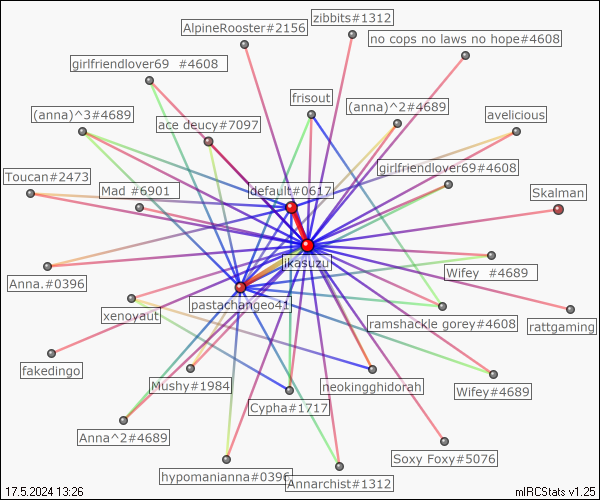 zibbits#1312
AlpineRooster#2156
no cops no laws no hope#4608
girlfriendlover69 #4608
frisout
(anna)^2#4689
(anna)^3#4689
avelicious
ace deucy#7097
girlfriendlover69#4608
Toucan#2473
Mad #6901
default#0617
Skalman
jkasuzu
Wifey #4689
Anna.#0396
pastachangeo41
xenoyaut
ramshackle gorey#4608
rattgaming
fakedingo
Mushy#1984
neokingghidorah
Wifey#4689
Cypha#1717
Anna^2#4689
Soxy Foxy#5076
hypomanianna#0396
Annarchist#1312
17.5.2024 13:26
mIRCStats v1.25